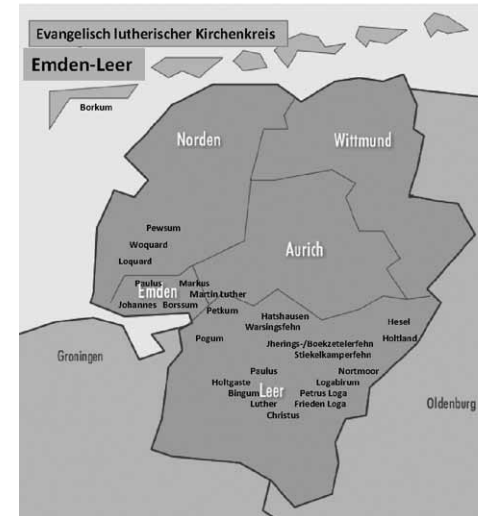 Evangelisch lutherischer Kirchenkreis
Emden-Leer
Borkum
Norden
Wittmund
Pewsum
Woquard
Loquard
Aurich
Paulus Markus
Emden Martin Luther
Johannes Borssum
Petkum
Hatshausen
Warsingsfehn
Hesel
Pogum
Jherings-/Boekzetelerfehn
Holtland
Stiekelkamperfehn
Groningen
Paulus
Nortmoor
Holtgaste
Logabirum
Bingum Leer Petrus Loga
Luther Frieden Loga
Oldenburg
Christus